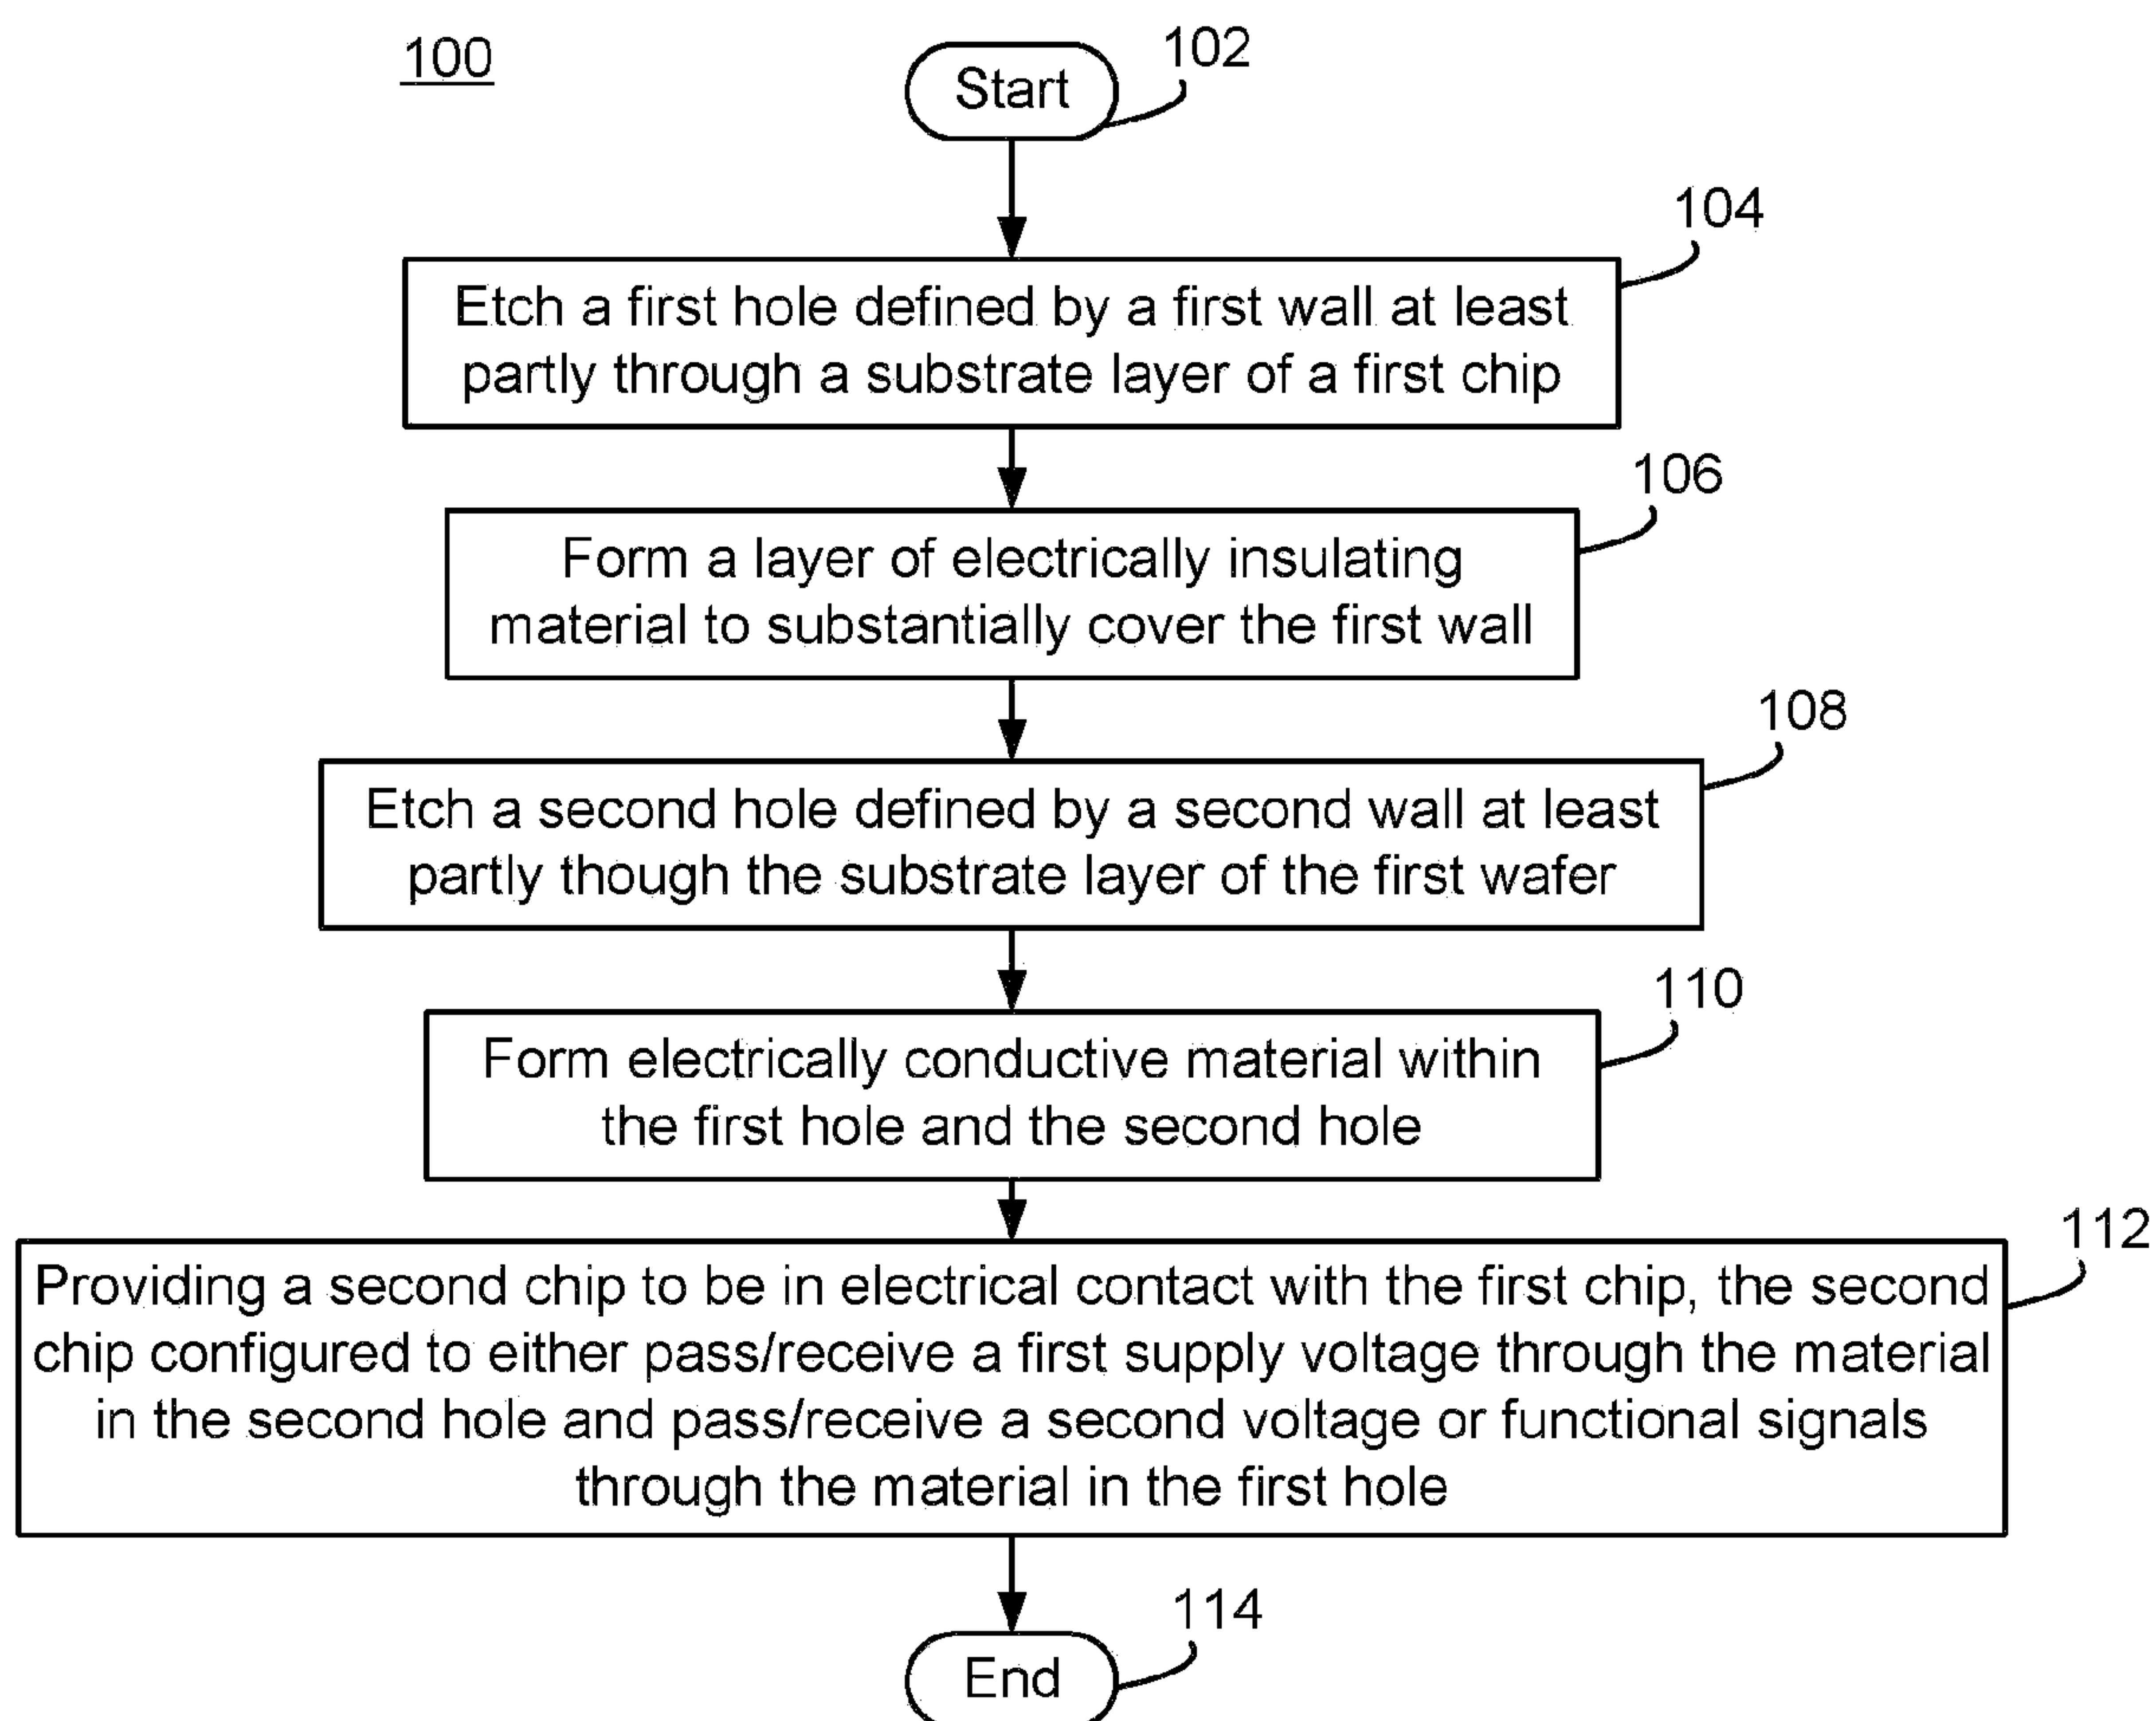 100
Start
102
104
Etch a first hole defined by a first wall at least
partly through a substrate layer of a first chip
106
Form a layer of electrically insulating
material to substantially cover the first wall
108
Etch a second hole defined by a second wall at least
partly though the substrate layer of the first wafer
110
Form electrically conductive material within
the first hole and the second hole
112
Providing a second chip to be in electrical contact with the first chip, the second
chip configured to either pass/receive a first supply voltage through the material
in the second hole and pass/receive a second voltage or functional signals
through the material in the first hole
114
End